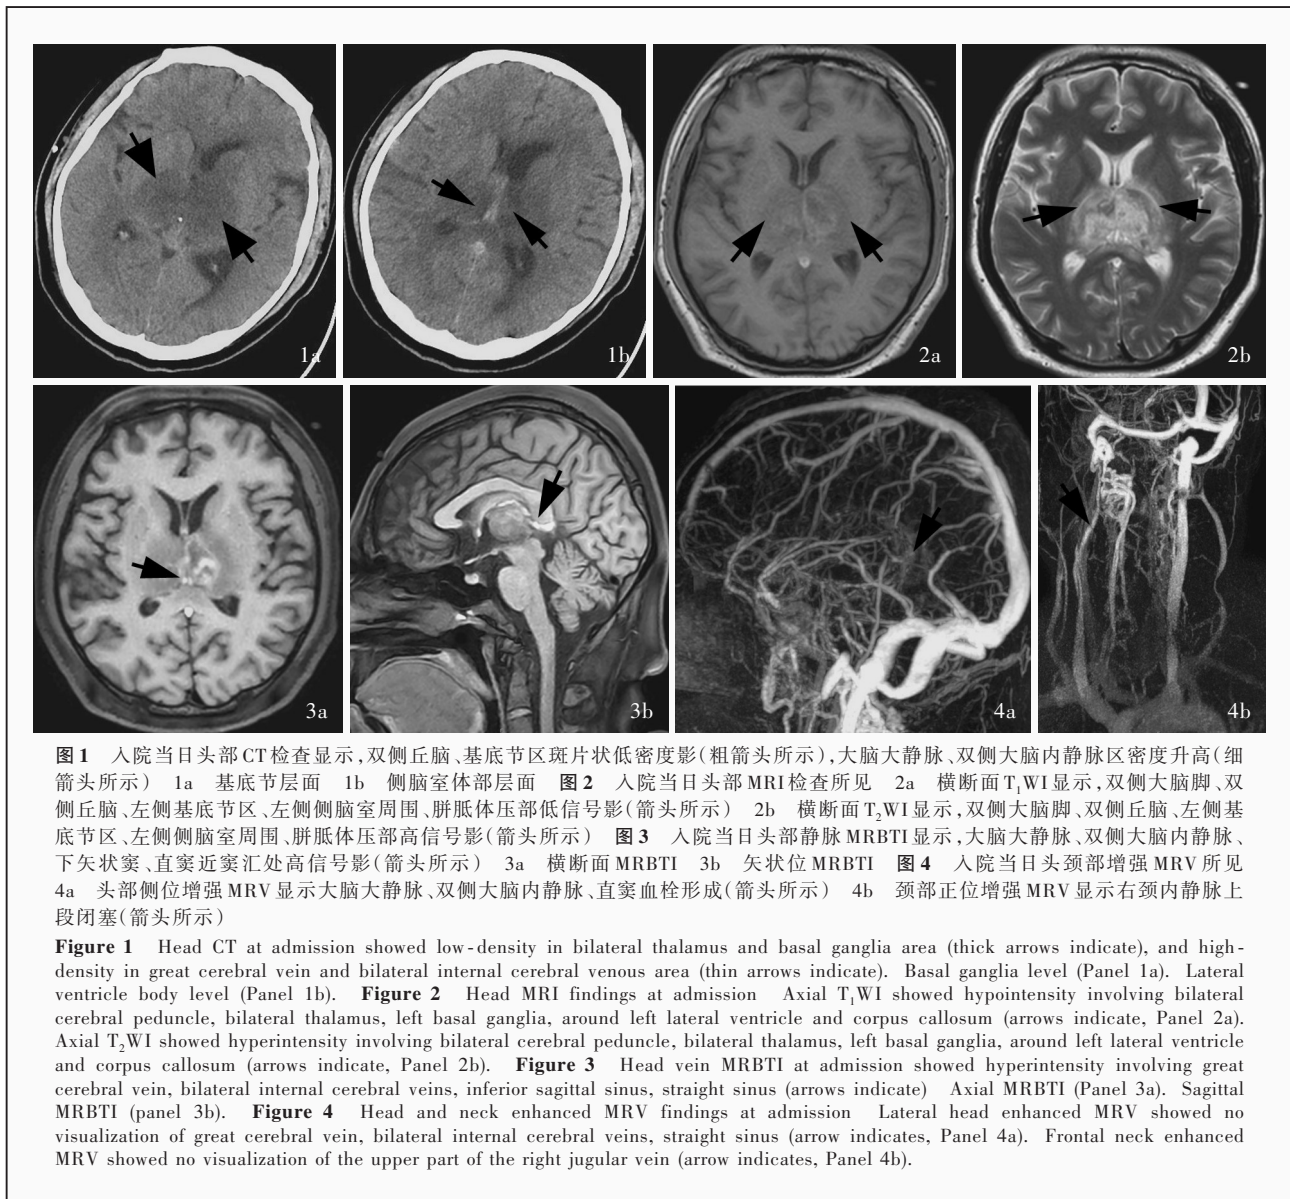 1a
1b
2a
2b
3a
3b
4a
4b
图1 入院当日头部CT检查显示,双侧丘脑、基底节区斑片状低密度影(粗箭头所示),大脑大静脉、双侧大脑内静脉区密度升高(细
箭头所示) 1a 基底节层面 1b 侧脑室体部层面 图2 入院当日头部MRI检查所见 2a 横断面T₁WI显示,双侧大脑脚、双
侧丘脑、左侧基底节区、左侧侧脑室周围、胼胝体压部低信号影(箭头所示) 2b 横断面T₂WI显示,双侧大脑脚、双侧丘脑、左侧基
底节区、左侧侧脑室周围、胼胝体压部高信号影(箭头所示) 图3 入院当日头部静脉MRBTI显示,大脑大静脉、双侧大脑内静脉、
下矢状窦、直窦近窦汇处高信号影(箭头所示) 3a 横断面MRBTI 3b 矢状位MRBTI 图4 入院当日头颈部增强MRV所见
4a 头部侧位增强MRV显示大脑大静脉、双侧大脑内静脉、直窦血栓形成(箭头所示) 4b 颈部正位增强MRV显示右颈内静脉上
段闭塞(箭头所示)
Figure 1 Head CT at admission showed low-density in bilateral thalamus and basal ganglia area (thick arrows indicate), and high-
density in great cerebral vein and bilateral internal cerebral venous area (thin arrows indicate). Basal ganglia level (Panel 1a). Lateral
ventricle body level (Panel 1b). Figure 2 Head MRI findings at admission Axial T₁WI showed hypointensity involving bilateral
cerebral peduncle, bilateral thalamus, left basal ganglia, around left lateral ventricle and corpus callosum (arrows indicate, Panel 2a).
Axial T₂WI showed hyperintensity involving bilateral cerebral peduncle, bilateral thalamus, left basal ganglia, around left lateral ventricle
and corpus callosum (arrows indicate, Panel 2b). Figure 3 Head vein MRBTI at admission showed hyperintensity involving great
cerebral vein, bilateral internal cerebral veins, inferior sagittal sinus, straight sinus (arrows indicate) Axial MRBTI (Panel 3a). Sagittal
MRBTI (panel 3b). Figure 4 Head and neck enhanced MRV findings at admission Lateral head enhanced MRV showed no
visualization of great cerebral vein, bilateral internal cerebral veins, straight sinus (arrow indicates, Panel 4a). Frontal neck enhanced
MRV showed no visualization of the upper part of the right jugular vein (arrow indicates, Panel 4b).